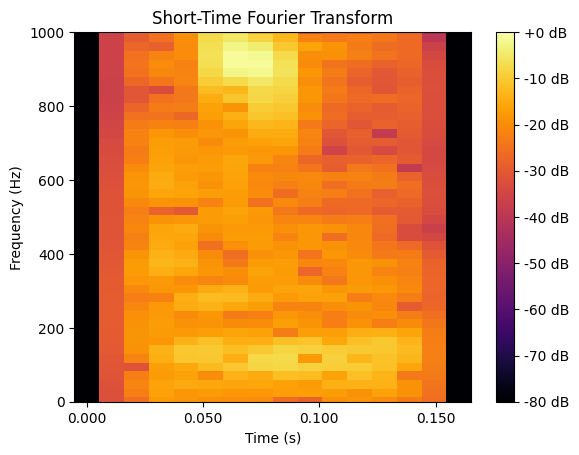 Short-Time Fourier Transform
1000
800
600
400
200
0
Frequency (Hz)
0.000
0.050
0.100
0.150
Time (s)
+0 dB
-10 dB
-20 dB
-30 dB
-40 dB
-50 dB
-60 dB
-70 dB
-80 dB